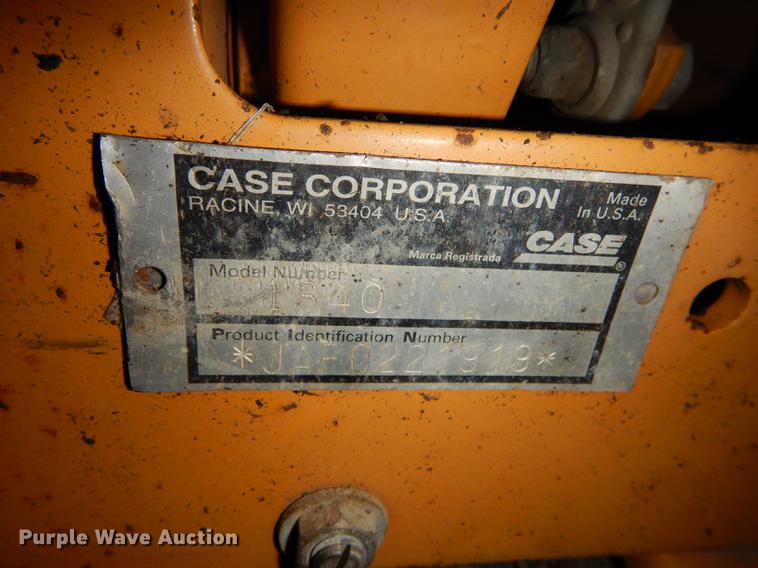 CASE CORPORATION
RACINE, WI 53404 U.S.A.
Made
In U.S.A.
Marca Registrada
CASE®
Model Number
1840
Product Identification Number
*JAF0221919*
Purple Wave Auction